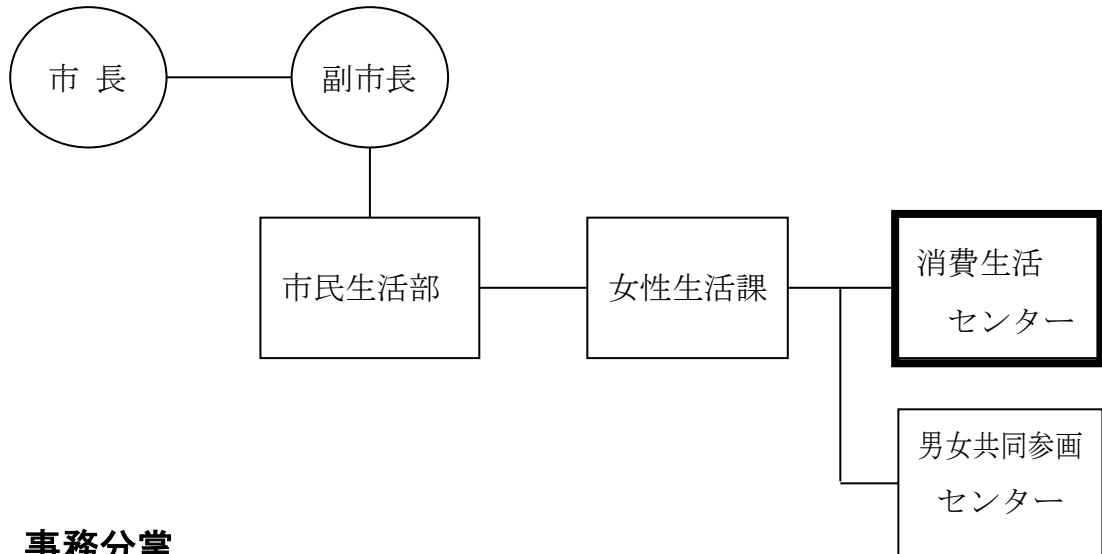 市 長
副市長
市民生活部
女性生活課
消費生活
センター
男女共同参画
センター
事務分掌